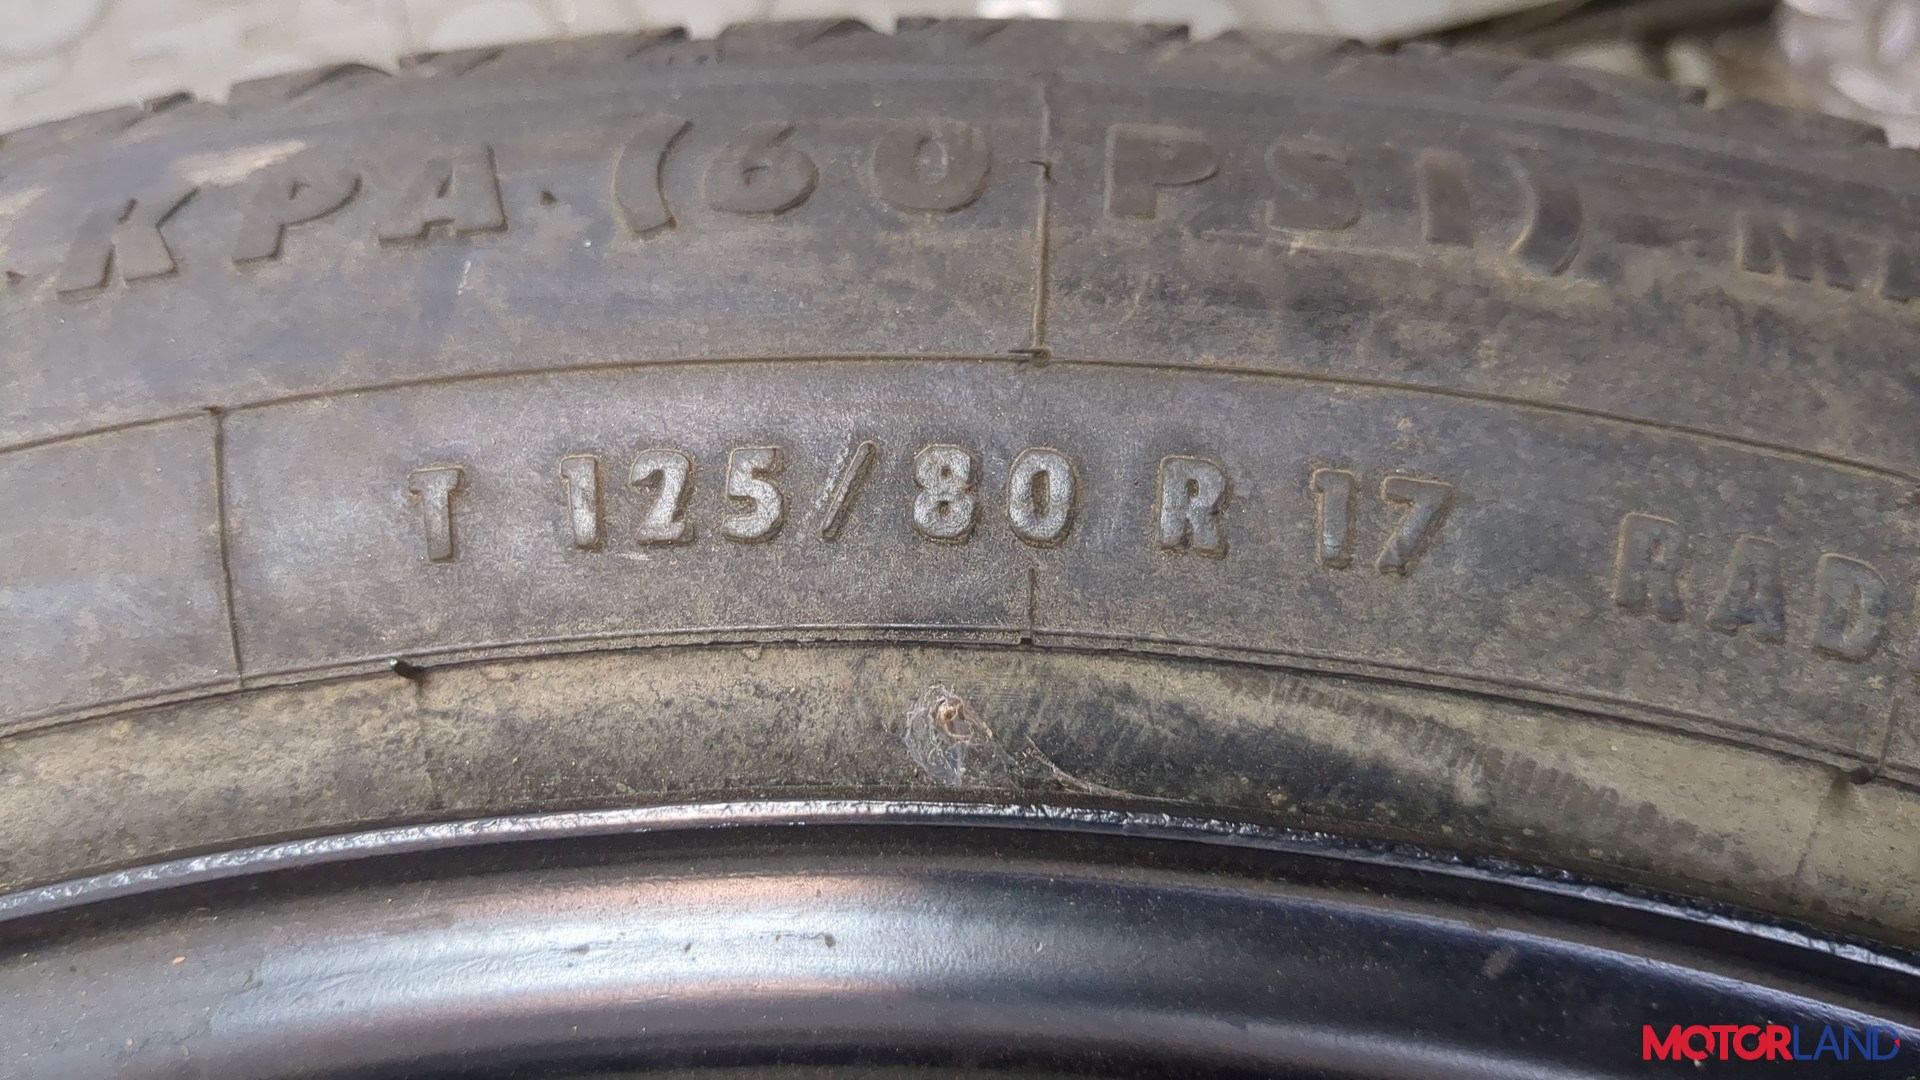 KPA (60 PSI)
T 125/80 R 17 RAD
MOTORLAND